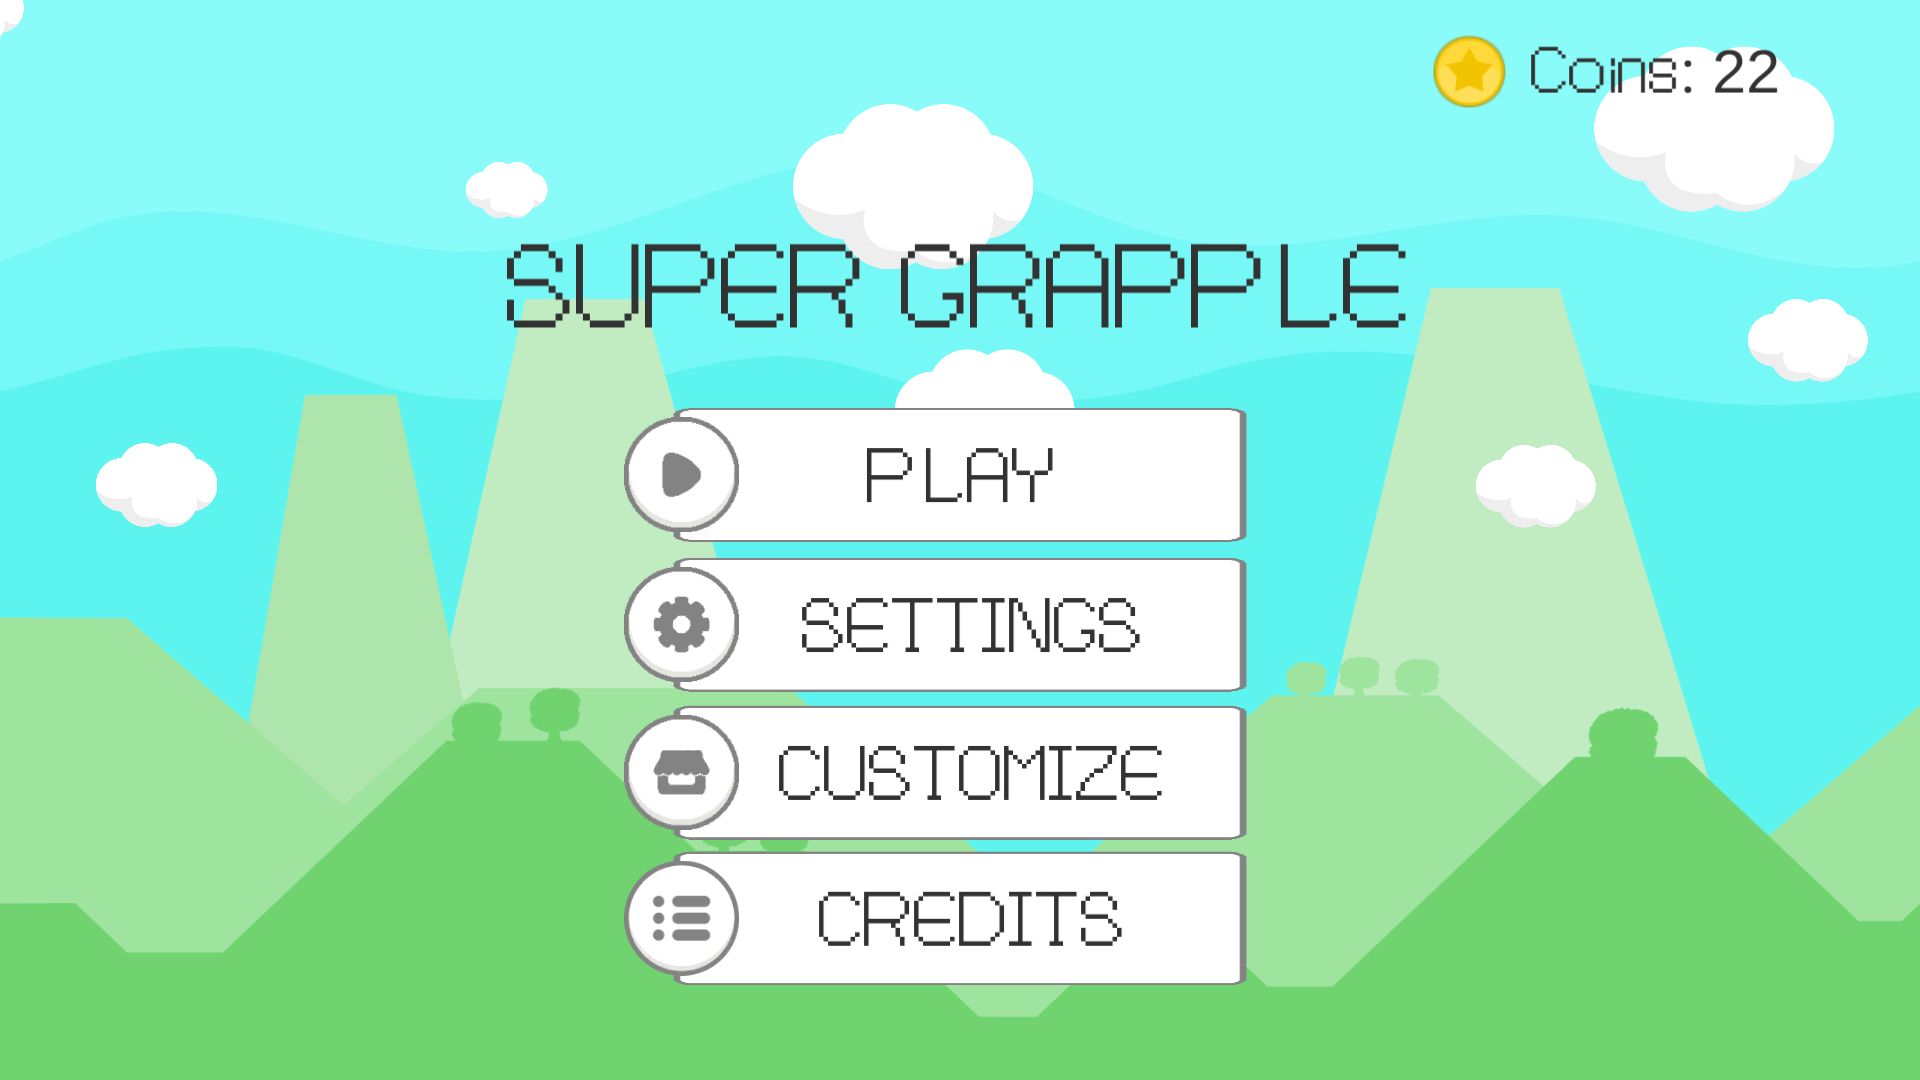 Coins: 22
SUPER GRAPPLE
PLAY
SETTINGS
CUSTOMIZE
CREDITS